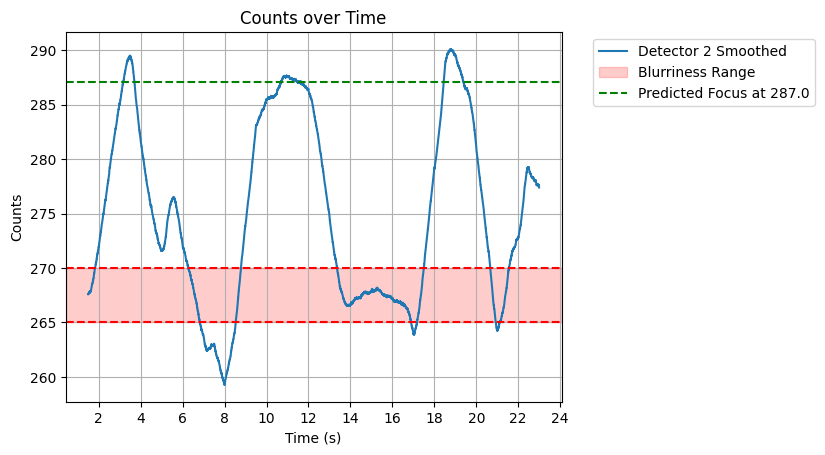 Counts over Time
Detector 2 Smoothed
Blurriness Range
Predicted Focus at 287.0
Counts
290
285
280
275
270
265
260
2 4 6 8 10 12 14 16 18 20 22 24
Time (s)